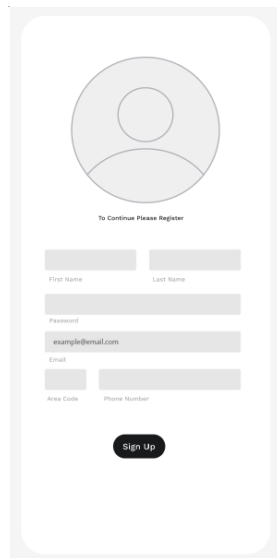 To Continue Please Register
First Name Last Name
Password
example@email.com
Email
Area Code Phone Number
Sign Up